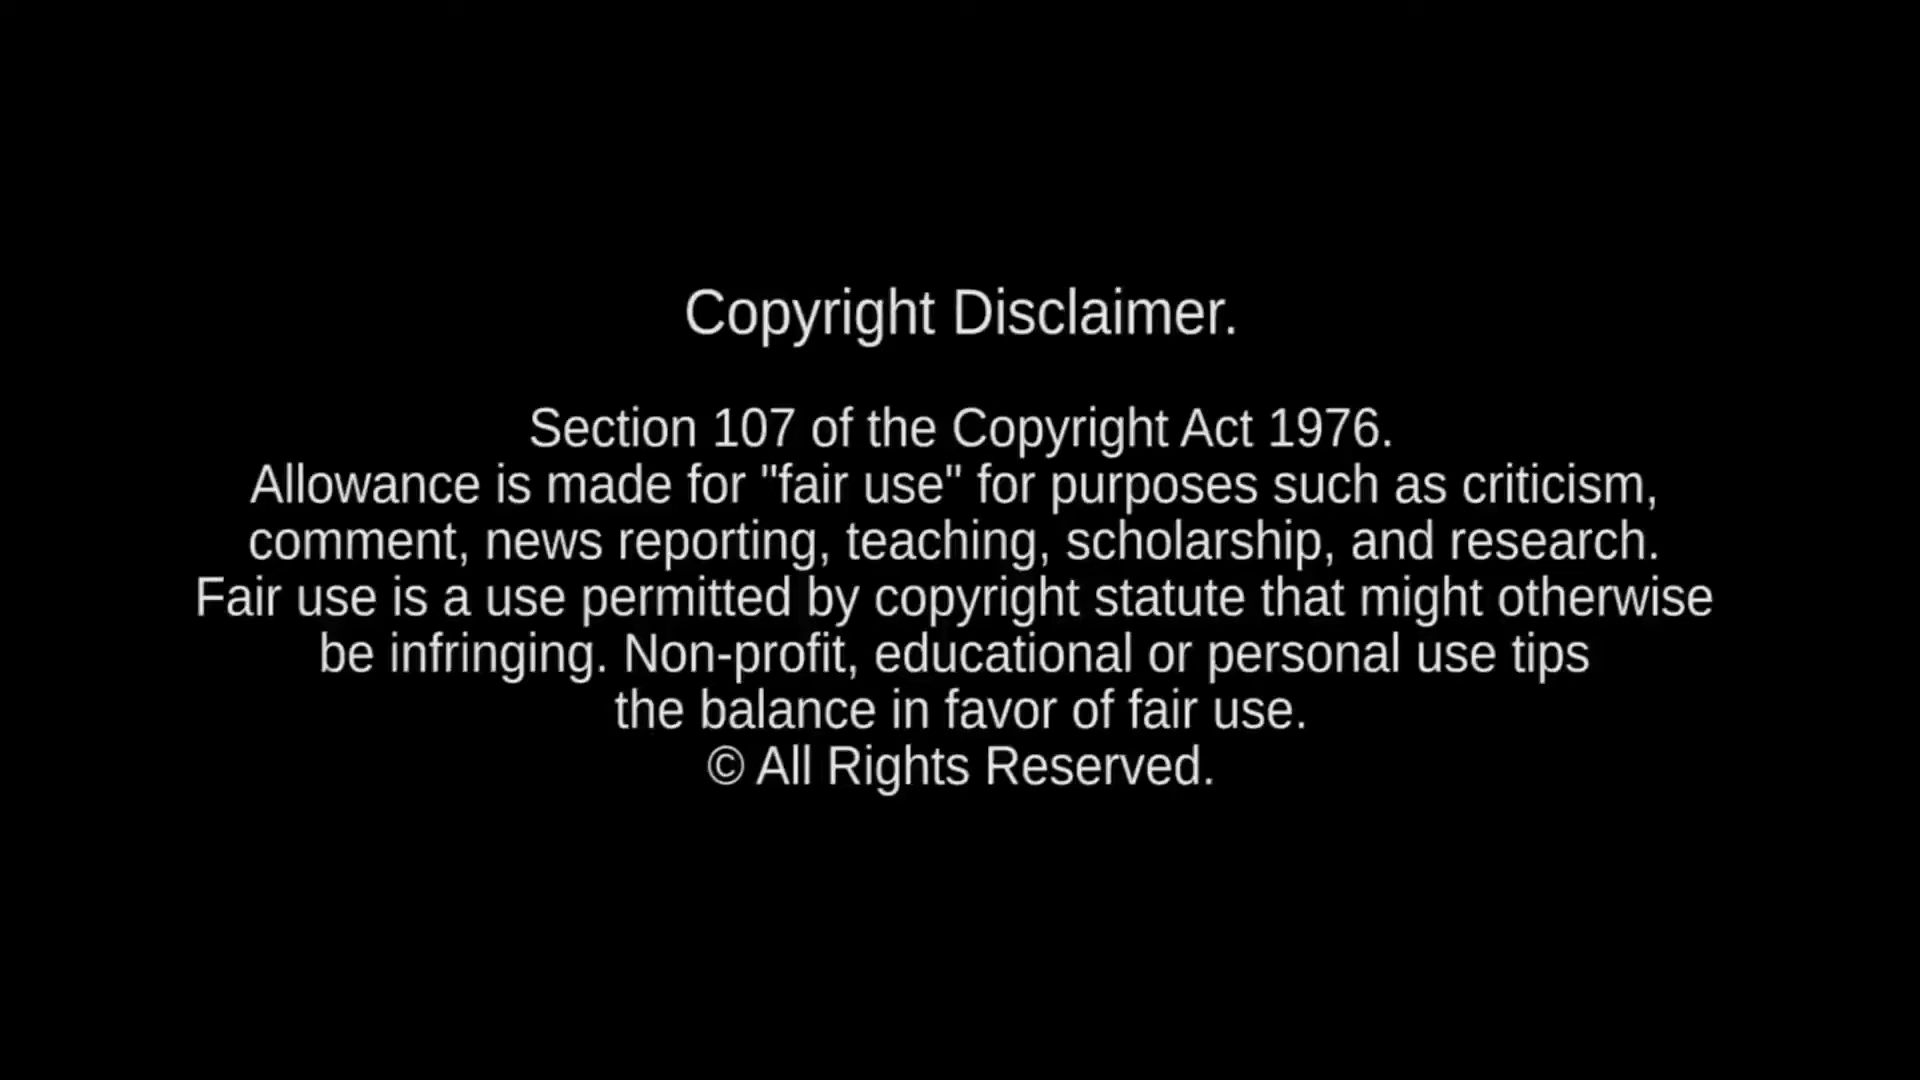 Copyright Disclaimer.
Section 107 of the Copyright Act 1976.
Allowance is made for "fair use" for purposes such as criticism,
comment, news reporting, teaching, scholarship, and research.
Fair use is a use permitted by copyright statute that might otherwise
be infringing. Non-profit, educational or personal use tips
the balance in favor of fair use.
© All Rights Reserved.